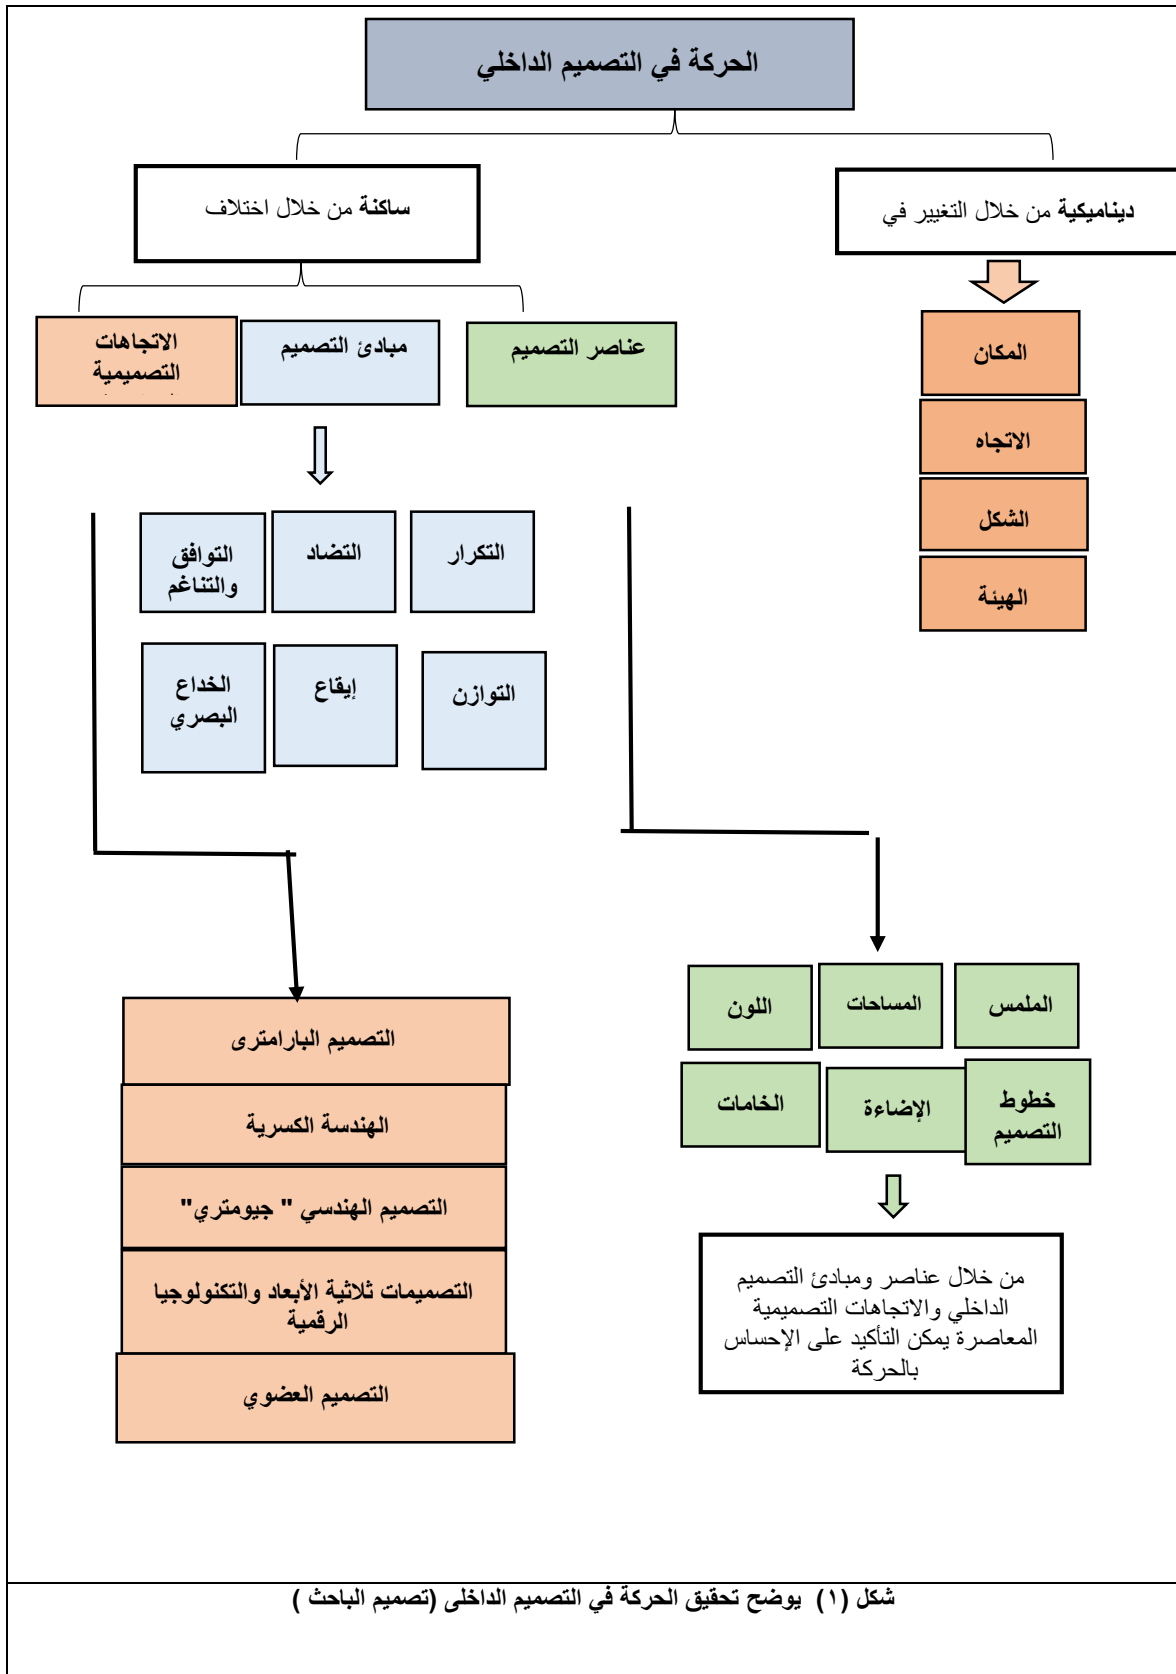 الحركة في التصميم الداخلي
ديناميكية من خلال التغيير في
المكان
الاتجاه
الشكل
الهيئة
ساكنة من خلال اختلاف
عناصر التصميم
مبادئ التصميم
الاتجاهات
التصميمية
التكرار
التضاد
التوافق
والتناغم
التوازن
إيقاع
الخداع
البصري
الملمس
المساحات
اللون
خطوط
التصميم
الإضاءة
الخامات
من خلال عناصر ومبادئ التصميم
الداخلي والاتجاهات التصميمية
المعاصرة يمكن التأكيد على الإحساس
بالحركة
التصميم البارامترى
الهندسة الكسرية
التصميم الهندسي " جيومتري"
التصميمات ثلاثية الأبعاد والتكنولوجيا
الرقمية
التصميم العضوي
شكل (١) يوضح تحقيق الحركة في التصميم الداخلى (تصميم الباحث )